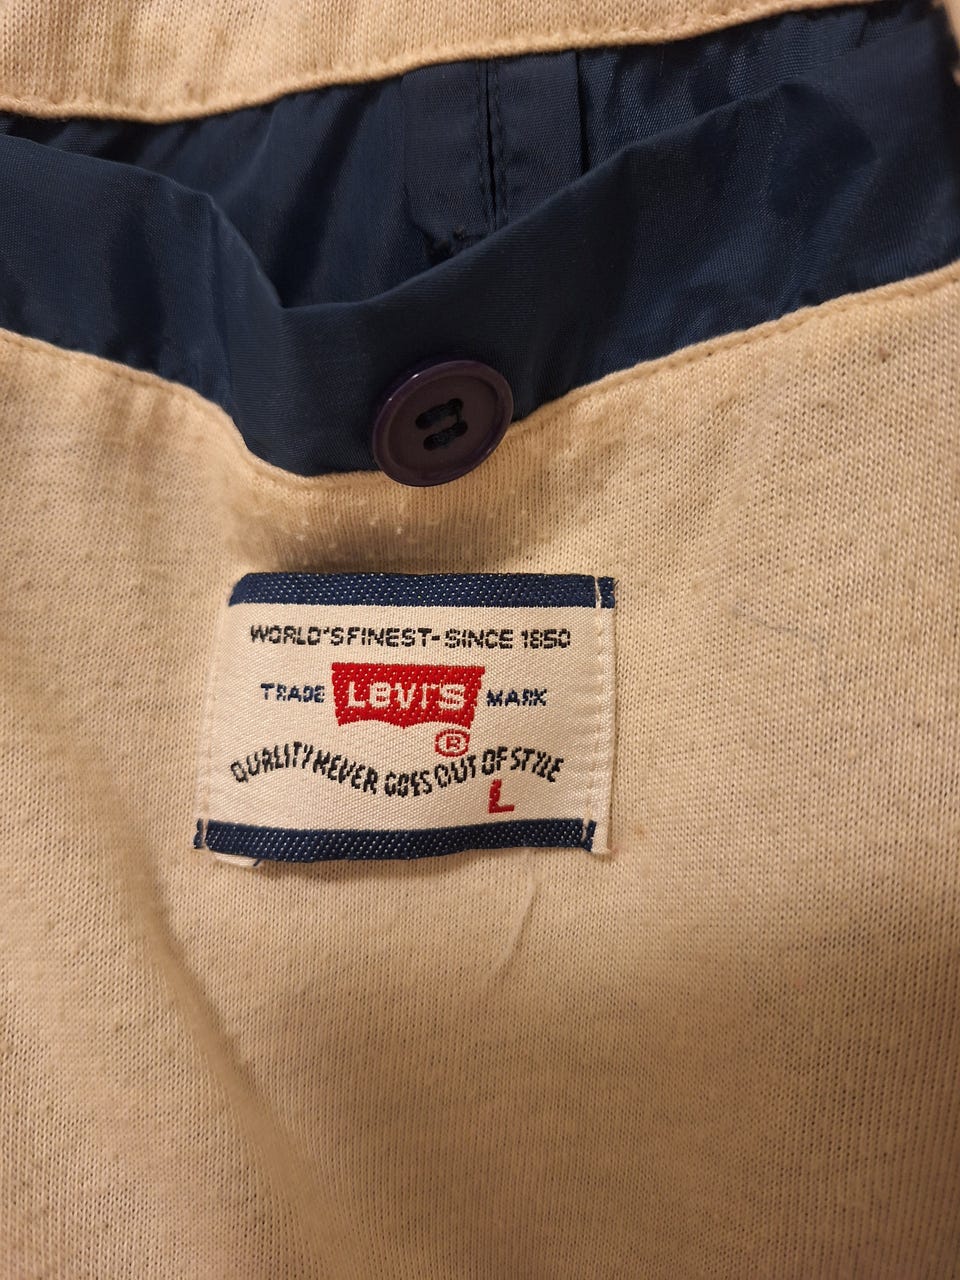 WORLD'S FINEST-SINCE 1850
TRADE LEVI'S MARK
®
QUALITY NEVER GOES OUT OF STYLE
L